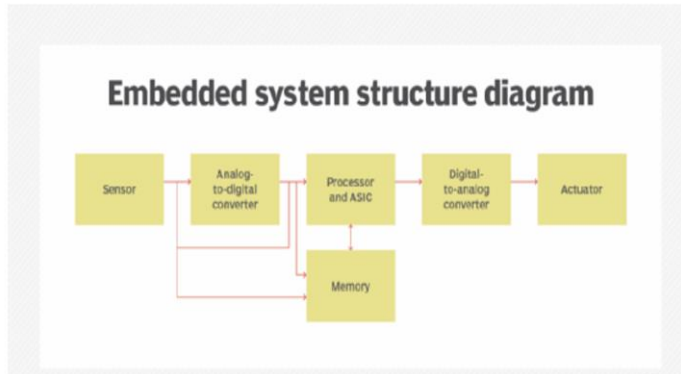 Embedded system structure diagram
Sensor
Analog-
to-digital
converter
Processor
and ASIC
Digital-
to-analog
converter
Actuator
Memory